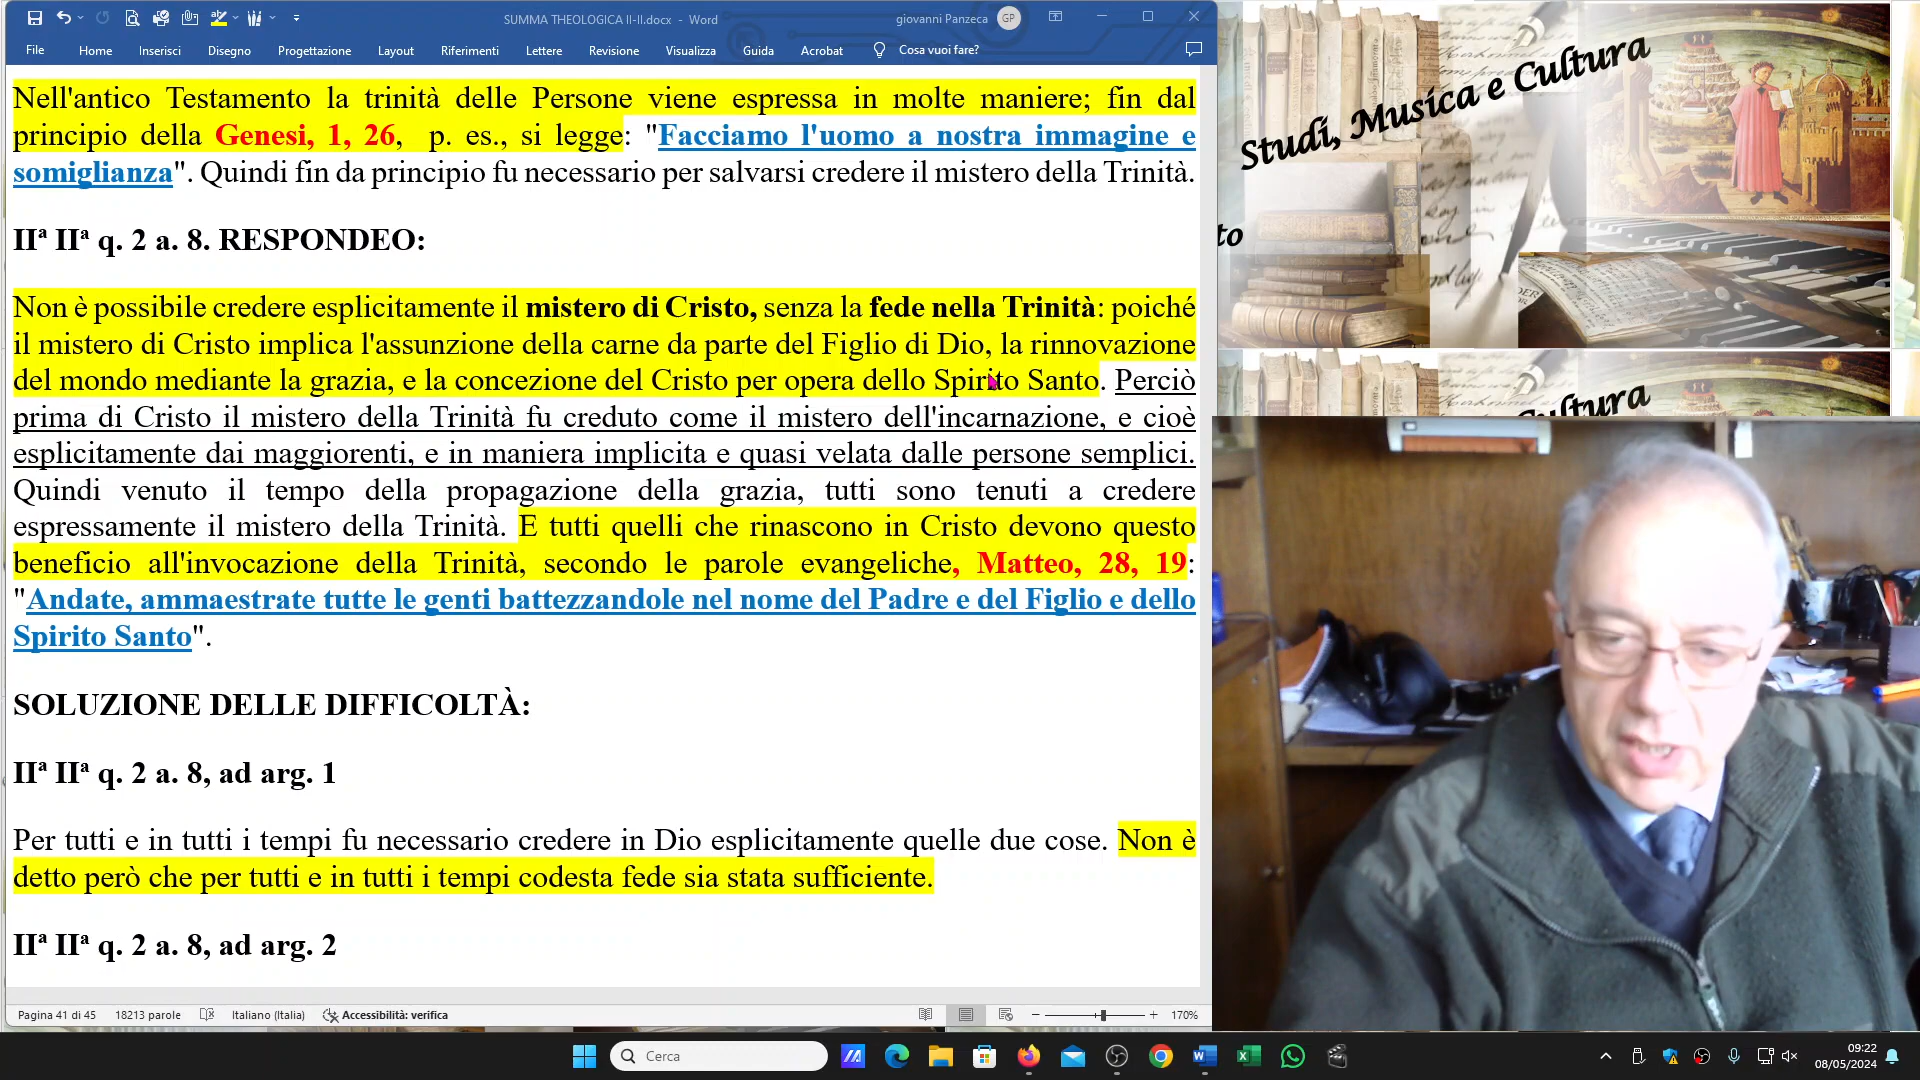 SUMMA THEOLOGICA II-II.docx - Word
giovanni Panzeca GP
File Home Inserisci Disegno Progettazione Layout Riferimenti Lettere Revisione Visualizza Guida Acrobat Cosa vuoi fare?
Nell'antico Testamento la trinità delle Persone viene espressa in molte maniere; fin dal
principio della Genesi, 1, 26, p. es., si legge: "Facciamo l'uomo a nostra immagine e
somiglianza". Quindi fin da principio fu necessario per salvarsi credere il mistero della Trinità.
IIª IIª q. 2 a. 8. RESPONDEO:
Non è possibile credere esplicitamente il mistero di Cristo, senza la fede nella Trinità: poiché
il mistero di Cristo implica l'assunzione della carne da parte del Figlio di Dio, la rinnovazione
del mondo mediante la grazia, e la concezione del Cristo per opera dello Spirito Santo. Perciò
prima di Cristo il mistero della Trinità fu creduto come il mistero dell'incarnazione, e cioè
esplicitamente dai maggiorenti, e in maniera implicita e quasi velata dalle persone semplici.
Quindi venuto il tempo della propagazione della grazia, tutti sono tenuti a credere
espressamente il mistero della Trinità. E tutti quelli che rinascono in Cristo devono questo
beneficio all'invocazione della Trinità, secondo le parole evangeliche, Matteo, 28, 19:
"Andate, ammaestrate tutte le genti battezzandole nel nome del Padre e del Figlio e dello
Spirito Santo".
SOLUZIONE DELLE DIFFICOLTÀ:
IIª IIª q. 2 a. 8, ad arg. 1
Per tutti e in tutti i tempi fu necessario credere in Dio esplicitamente quelle due cose. Non è
detto però che per tutti e in tutti i tempi codesta fede sia stata sufficiente.
IIª IIª q. 2 a. 8, ad arg. 2
Pagina 41 di 45 18213 parole Italiano (Italia) Accessibilità: verifica 170%
Studi, Musica e Cultura
to
Cultura
Cerca
09:22
08/05/2024